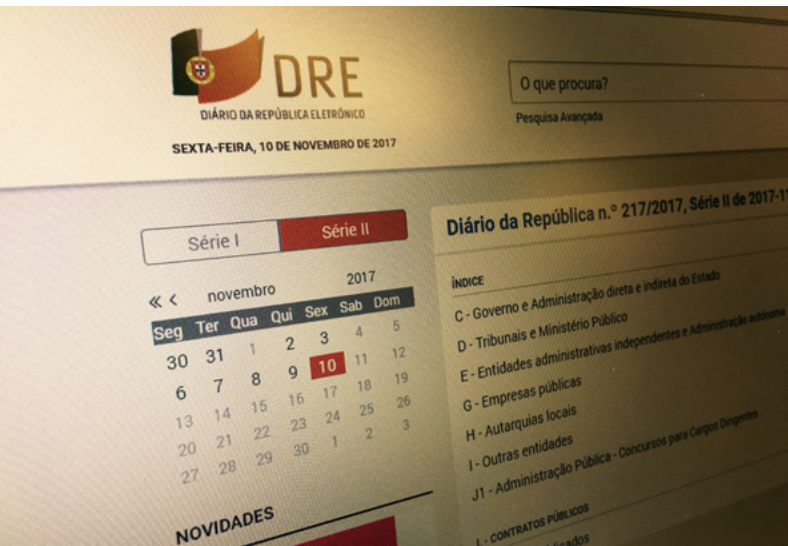 DRE
DIÁRIO DA REPÚBLICA ELETRÓNICO
SEXTA-FEIRA, 10 DE NOVEMBRO DE 2017
O que procura?
Pesquisa Avançada
Série I
Série II
« < novembro 2017
Seg Ter Qua Qui Sex Sab Dom
30 31 1 2 3 4 5
6 7 8 9 10 11 12
13 14 15 16 17 18 19
20 21 22 23 24 25 26
27 28 29 30 1 2 3
NOVIDADES
Diário da República n.º 217/2017, Série II de 2017-11
ÍNDICE
C - Governo e Administração direta e indireta do Estado
D - Tribunais e Ministério Público
E - Entidades administrativas independentes e Administração autónoma
G - Empresas públicas
H - Autarquias locais
I - Outras entidades
J1 - Administração Pública - Concursos para Cargos Dirigentes
L - CONTRATOS PÚBLICOS